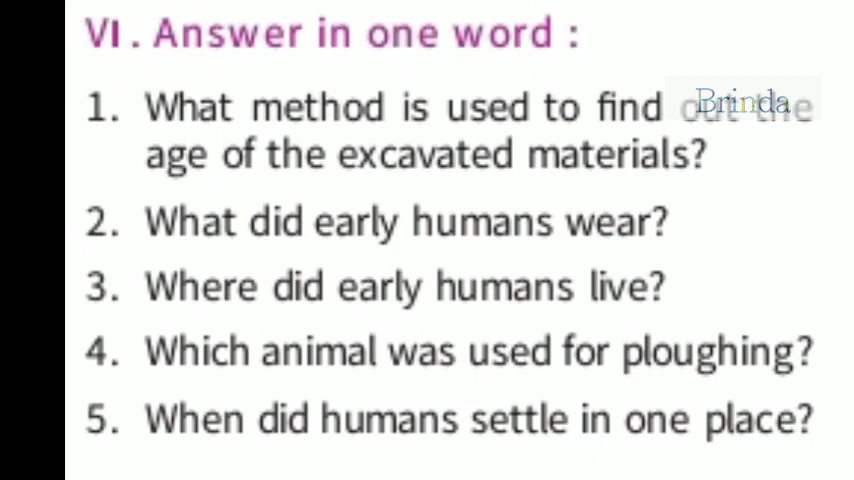 VI . Answer in one word :
1. What method is used to find out the
Brinda
age of the excavated materials?
2. What did early humans wear?
3. Where did early humans live?
4. Which animal was used for ploughing?
5. When did humans settle in one place?